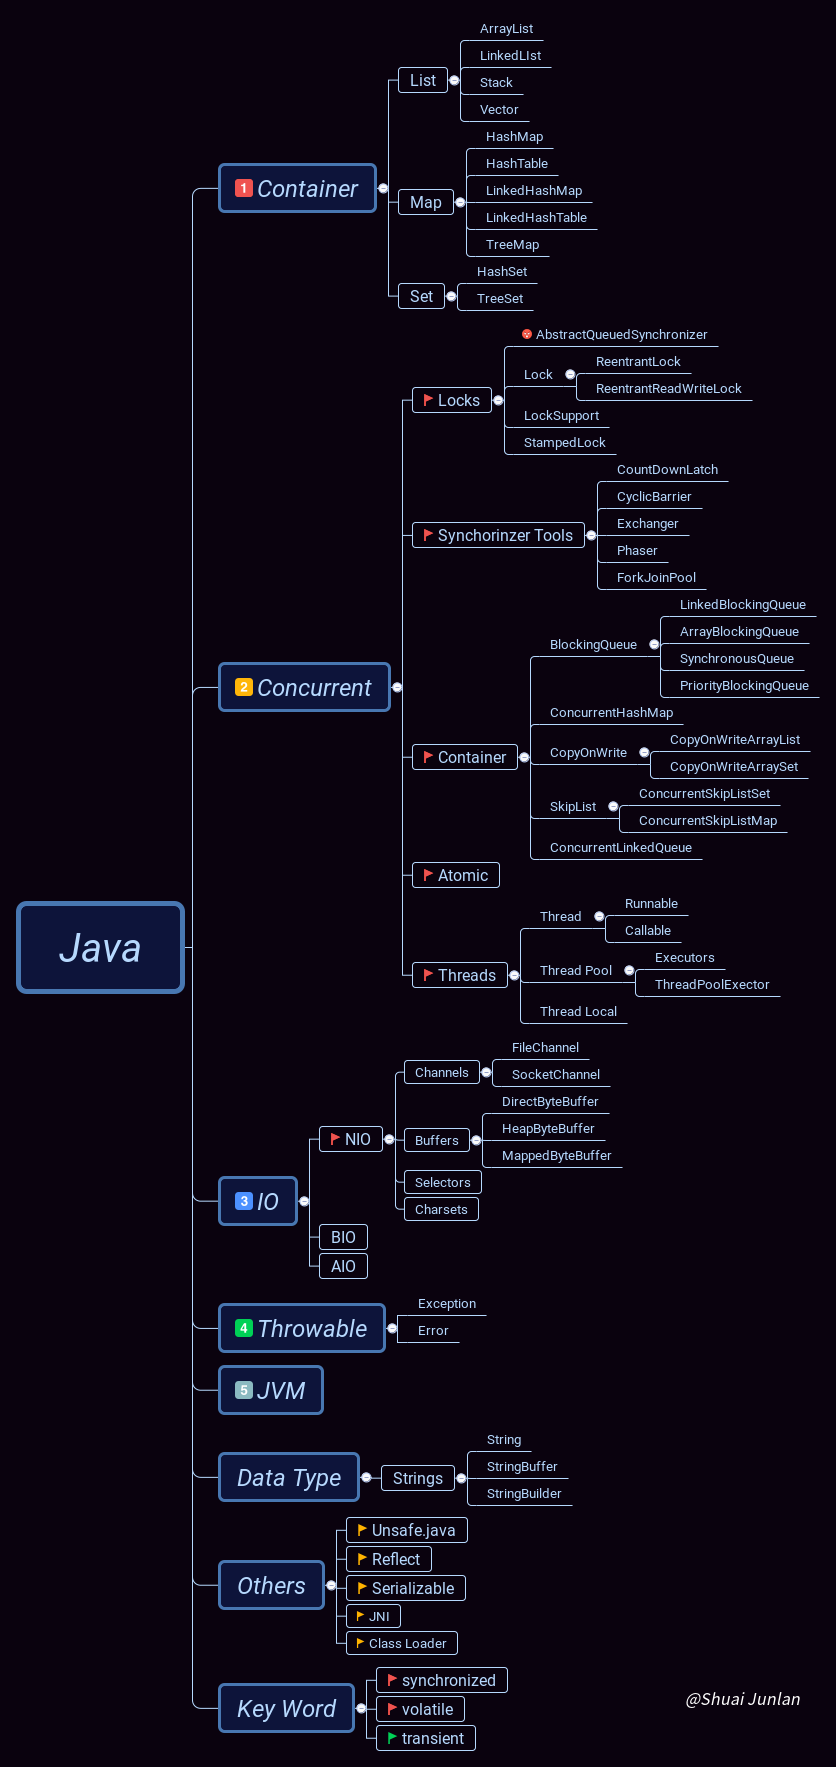 Java
1 Container
List
ArrayList
LinkedLIst
Stack
Vector
Map
HashMap
HashTable
LinkedHashMap
LinkedHashTable
TreeMap
Set
HashSet
TreeSet
2 Concurrent
Locks
AbstractQueuedSynchronizer
Lock
ReentrantLock
ReentrantReadWriteLock
LockSupport
StampedLock
Synchorinzer Tools
CountDownLatch
CyclicBarrier
Exchanger
Phaser
ForkJoinPool
Container
BlockingQueue
LinkedBlockingQueue
ArrayBlockingQueue
SynchronousQueue
PriorityBlockingQueue
ConcurrentHashMap
CopyOnWrite
CopyOnWriteArrayList
CopyOnWriteArraySet
SkipList
ConcurrentSkipListSet
ConcurrentSkipListMap
ConcurrentLinkedQueue
Atomic
Threads
Thread
Runnable
Callable
Thread Pool
Executors
ThreadPoolExector
Thread Local
3 IO
NIO
Channels
FileChannel
SocketChannel
Buffers
DirectByteBuffer
HeapByteBuffer
MappedByteBuffer
Selectors
Charsets
BIO
AIO
4 Throwable
Exception
Error
5 JVM
Data Type
Strings
String
StringBuffer
StringBuilder
Others
Unsafe.java
Reflect
Serializable
JNI
Class Loader
Key Word
synchronized
volatile
transient
@Shuai Junlan